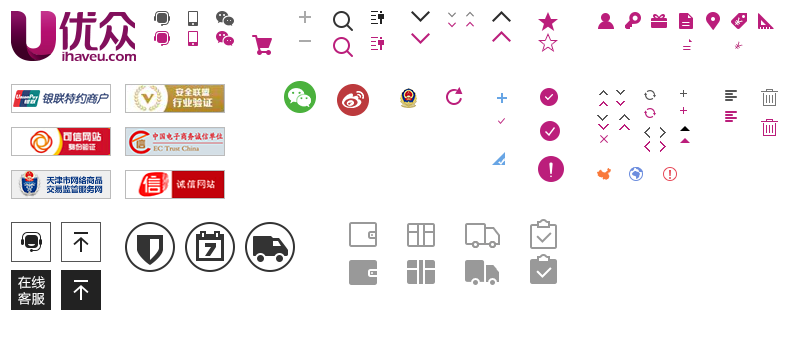 优众
ihaveu.com
UnionPay
银联
银联特约商户
安全联盟
行业验证
可信网站
身份验证
中国电子商务诚信单位
EC Trust China
天津市网络商品
交易监管服务网
信
诚信网站
7
在线
客服